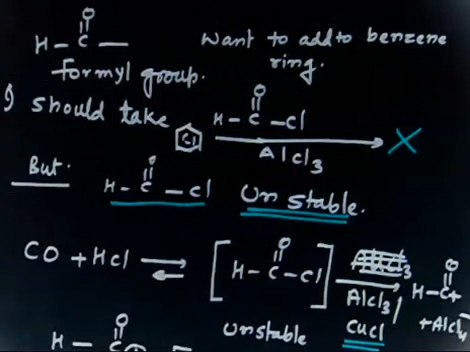 O
H - C - want to add to benzene
formyl group. ring.
I should take H - C - Cl
O
AlCl3 X
But. H - C - Cl Unstable.
O
CO + HCl ⇌ [H - C - Cl] AlCl3 / CuCl H - C+ + AlCl4
O O
Unstable
H - C
O